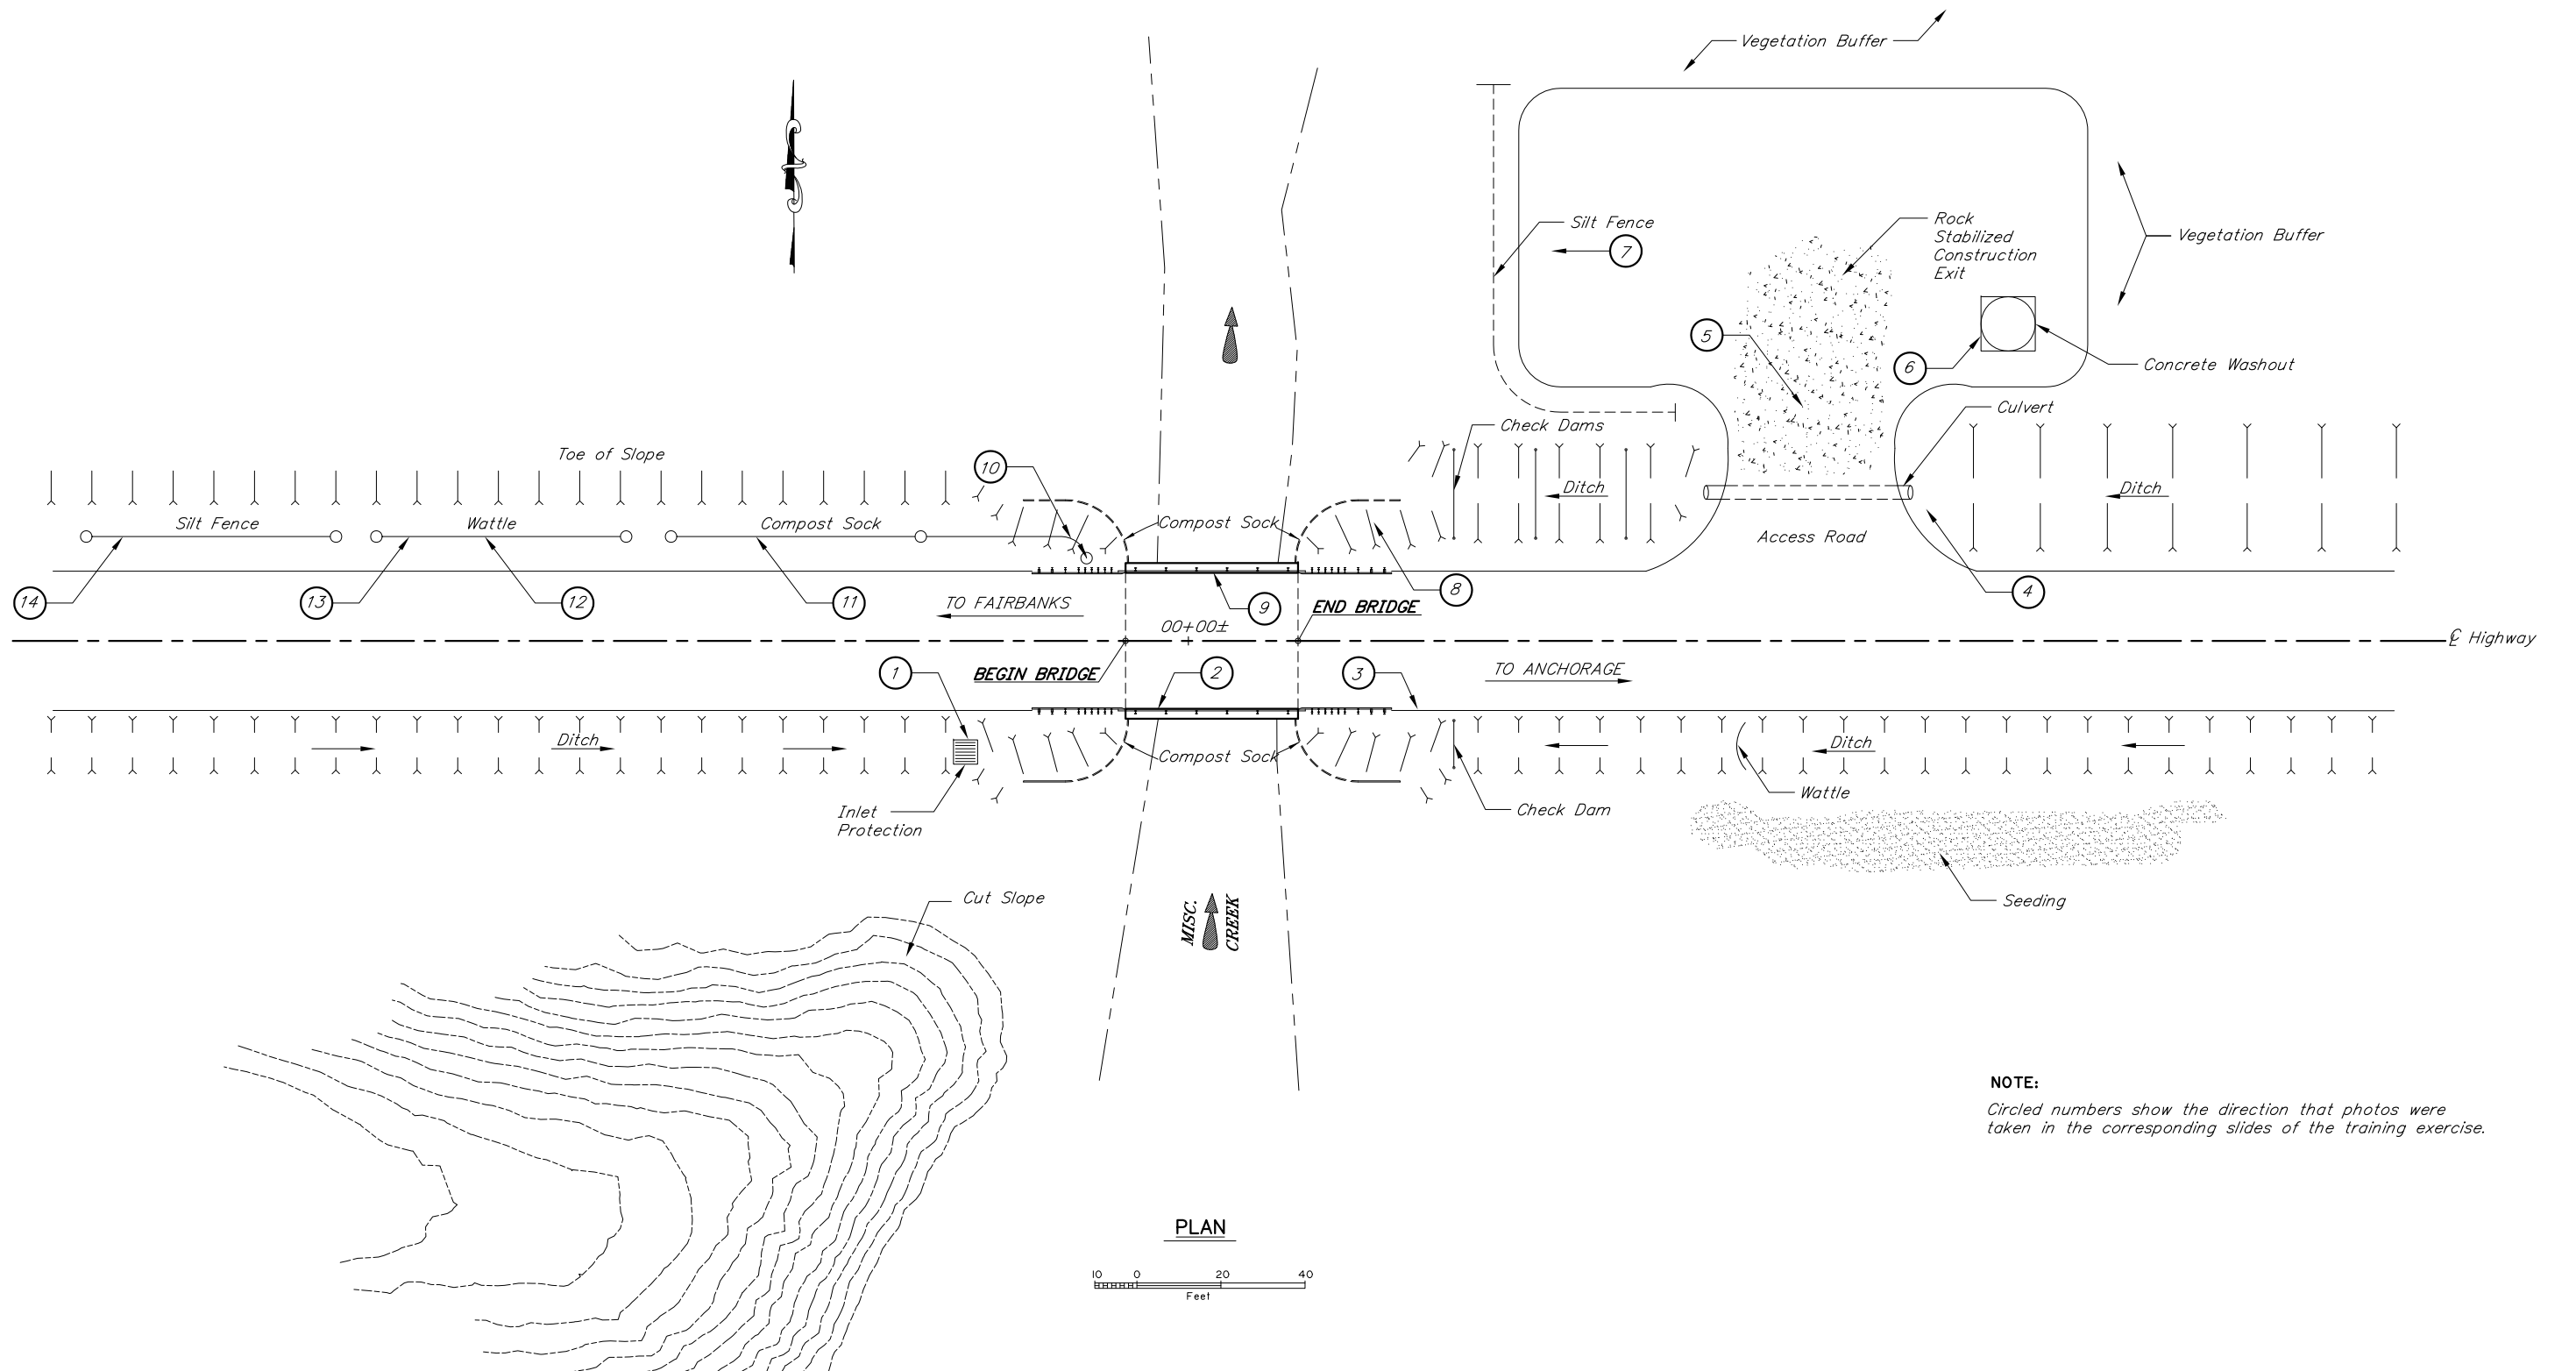 Vegetation Buffer
Rock
Stabilized
Construction
Exit
Silt Fence
7
Vegetation Buffer
5
6
Concrete Washout
Culvert
Check Dams
Toe of Slope
10
Ditch
Ditch
Silt Fence
Wattle
Compost Sock
Compost Sock
Access Road
14
13
12
11
9
8
4
TO FAIRBANKS
END BRIDGE
00+00±
℄ Highway
1
BEGIN BRIDGE
2
3
TO ANCHORAGE
Ditch
Compost Sock
Ditch
Inlet
Protection
Check Dam
Wattle
Cut Slope
Seeding
MISC.
CREEK
NOTE:
Circled numbers show the direction that photos were
taken in the corresponding slides of the training exercise.
PLAN
10 0 20 40
Feet